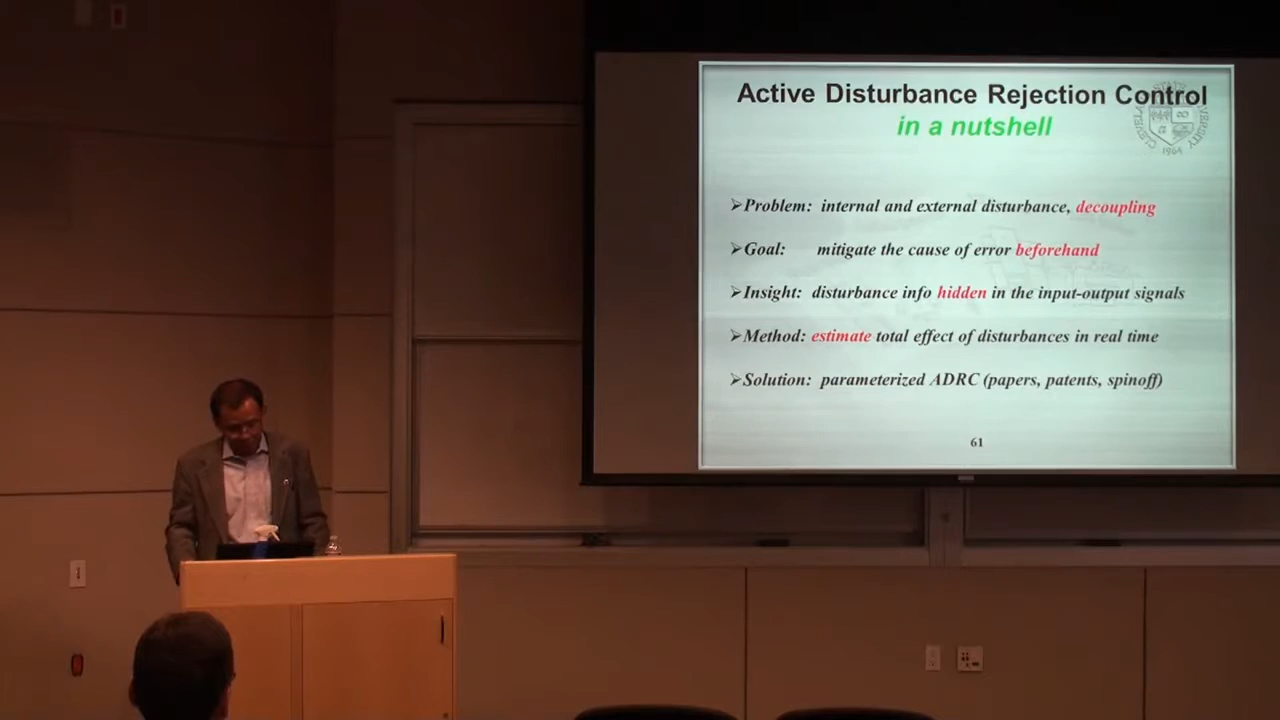 Active Disturbance Rejection Control
in a nutshell
➢Problem: internal and external disturbance, decoupling
➢Goal: mitigate the cause of error beforehand
➢Insight: disturbance info hidden in the input-output signals
➢Method: estimate total effect of disturbances in real time
➢Solution: parameterized ADRC (papers, patents, spinoff)
61
1964